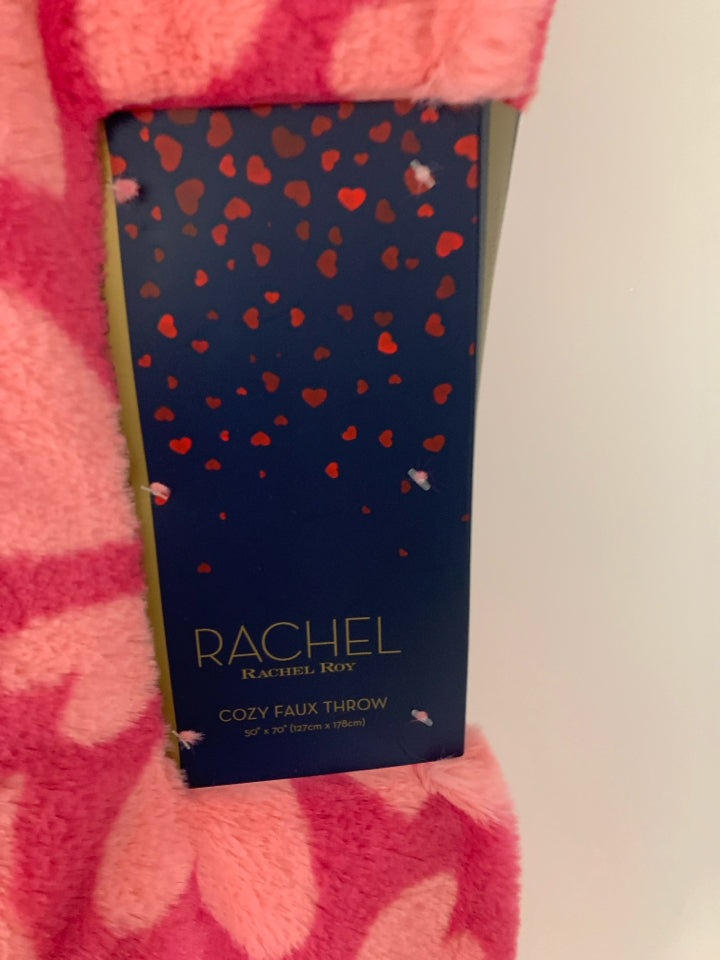 RACHEL
RACHEL ROY
COZY FAUX THROW
50" x 70" (127cm x 178cm)